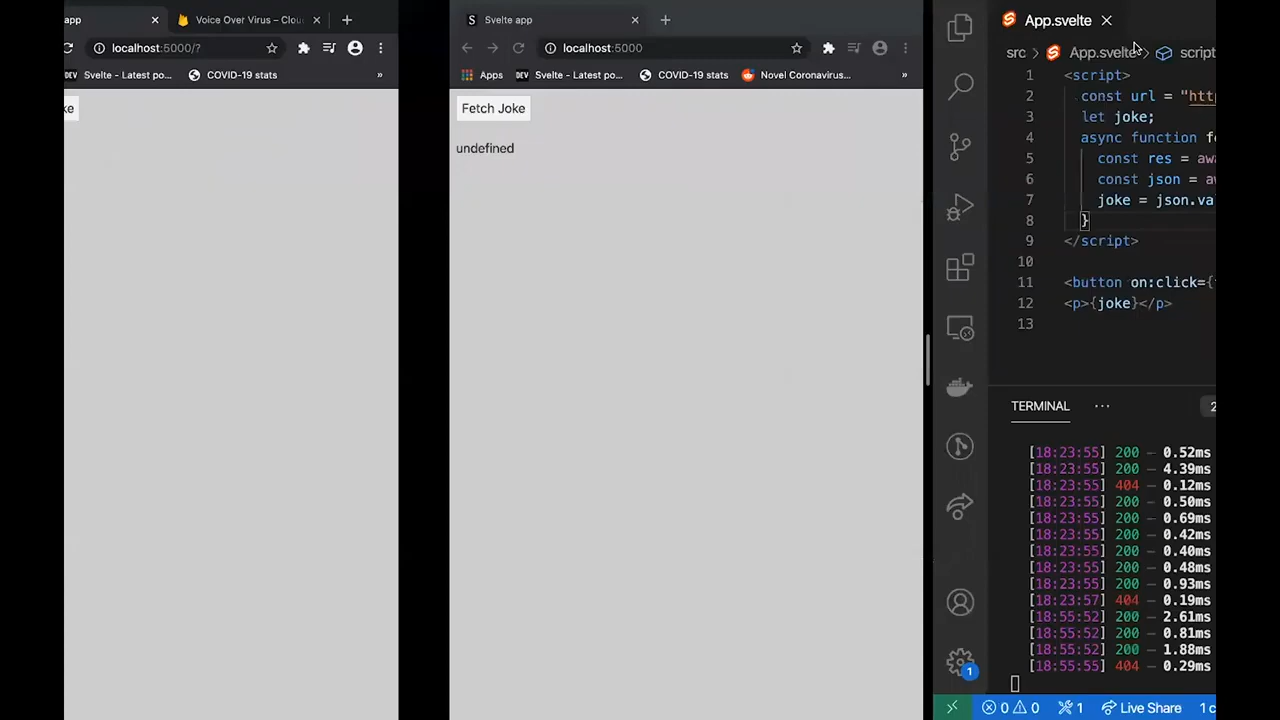 app
Voice Over Virus – Clou
localhost:5000/?
Svelte - Latest po...
COVID-19 stats
»
ke
Svelte app
localhost:5000
Apps
Svelte - Latest po...
COVID-19 stats
Novel Coronavirus...
»
Fetch Joke
undefined
App.svelte
src > App.svelte > script
1 <script>
2 const url = "htt
3 let joke;
4 async function f
5 const res = awa
6 const json = a
7 joke = json.va
8 }
9 </script>
10
11 <button on:click={
12 <p>{joke}</p>
13
TERMINAL ...
2
[18:23:55] 200 – 0.52ms
[18:23:55] 200 – 4.39ms
[18:23:55] 404 – 0.12ms
[18:23:55] 200 – 0.50ms
[18:23:55] 200 – 0.69ms
[18:23:55] 200 – 0.42ms
[18:23:55] 200 – 0.40ms
[18:23:55] 200 – 0.48ms
[18:23:55] 200 – 0.93ms
[18:23:57] 404 – 0.19ms
[18:55:52] 200 – 2.61ms
[18:55:52] 200 – 0.81ms
[18:55:52] 200 – 1.88ms
[18:55:55] 404 – 0.29ms
1
0 0 1 Live Share 1 c